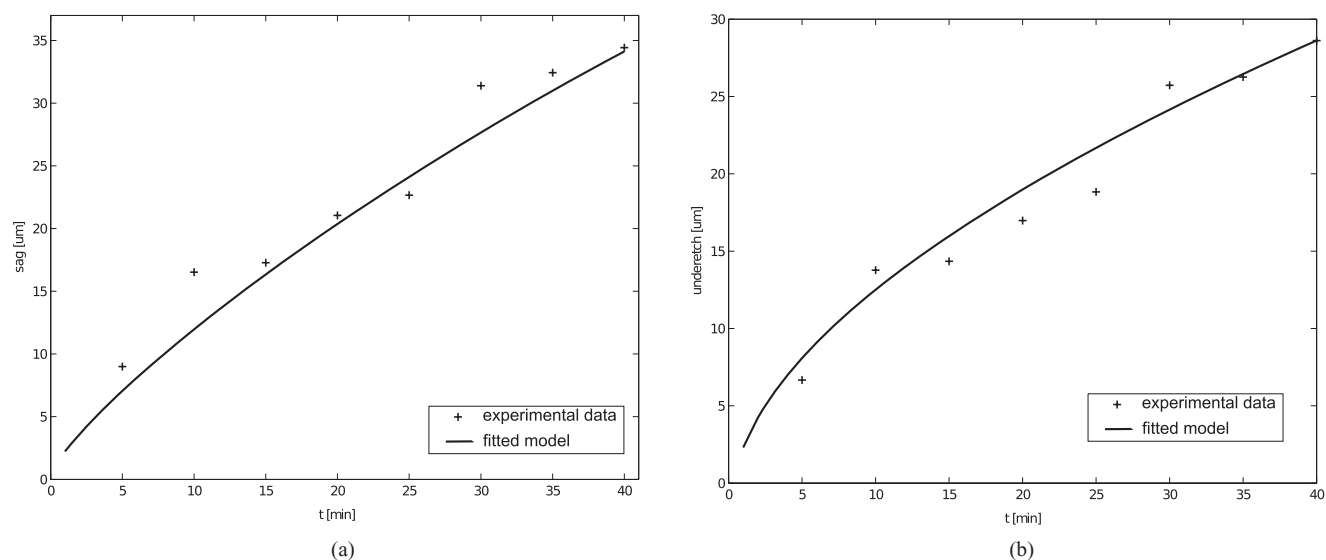 35
30
25
20
15
10
5
0
sag [um]
0 5 10 15 20 25 30 35 40
t [min]
experimental data
fitted model
(a)
30
25
20
15
10
5
0
underetch [um]
0 5 10 15 20 25 30 35 40
t [min]
experimental data
fitted model
(b)